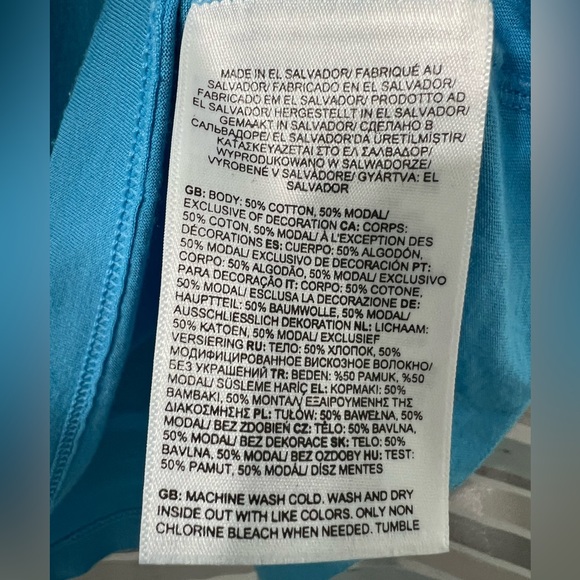 MADE IN EL SALVADOR/ FABRIQUÉ AU
SALVADOR/ FABRICADO EN EL SALVADOR/
FABRICADO EM EL SALVADOR/ PRODOTTO AD
EL SALVADOR/ HERGESTELLT IN EL SALVADOR/
GEMAAKT IN SALVADOR/ СДЕЛАНО В
САЛЬВАДОРЕ/ EL SALVADOR'DA ÜRETİLMİŞTİR/
ΚΑΤΑΣΚΕΥΑΖΕΤΑΙ ΣΤΟ ΕΛ ΣΑΛΒΑΔΟΡ/
WYPRODUKOWANO W SALWADORZE/
VYROBENÉ V SALVADORE/ GYÁRTVA: EL
SALVADOR
GB: BODY: 50% COTTON, 50% MODAL/
EXCLUSIVE OF DECORATION CA: CORPS:
50% COTON, 50% MODAL/ À L'EXCEPTION DES
DÉCORATIONS ES: CUERPO: 50% ALGODÓN,
50% MODAL/ EXCLUSIVO DE DECORACIÓN PT:
CORPO: 50% ALGODÃO, 50% MODAL/ EXCLUSIVO
PARA DECORAÇÃO IT: CORPO: 50% COTONE,
50% MODAL/ ESCLUSA LA DECORAZIONE DE:
HAUPTTEIL: 50% BAUMWOLLE, 50% MODAL/
AUSSCHLIESSLICH DEKORATION NL: LICHAAM:
50% KATOEN, 50% MODAL/ EXCLUSIEF
VERSIERING RU: ТЕЛО: 50% ХЛОПОК, 50%
МОДИФИЦИРОВАННОЕ ВИСКОЗНОЕ ВОЛОКНО/
БЕЗ УКРАШЕНИЙ TR: BEDEN: %50 PAMUK, %50
MODAL/ SÜSLEME HARİÇ EL: ΚΟΡΜΑΚΙ: 50%
ΒΑΜΒΑΚΙ, 50% ΜΟΝΤΑΛ/ ΕΞΑΙΡΟΥΜΕΝΗΣ ΤΗΣ
ΔΙΑΚΟΣΜΗΣΗΣ PL: TUŁÓW: 50% BAWEŁNA, 50%
MODAL/ BEZ ZDOBIEŃ CZ: TĚLO: 50% BAVLNA,
50% MODAL/ BEZ DEKORACE SK: TELO: 50%
BAVLNA, 50% MODAL/ BEZ OZDOBY HU: TEST:
50% PAMUT, 50% MODÁL/ DÍSZ MENTES
GB: MACHINE WASH COLD. WASH AND DRY
INSIDE OUT WITH LIKE COLORS. ONLY NON
CHLORINE BLEACH WHEN NEEDED. TUMBLE